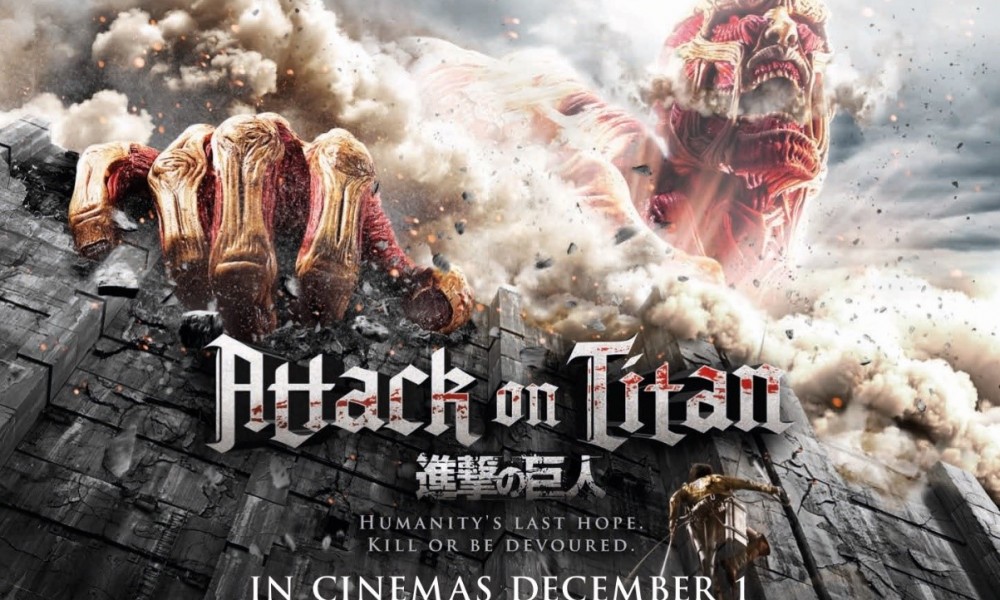 Attack on Titan
進撃の巨人
HUMANITY'S LAST HOPE.
KILL OR BE DEVOURED.
IN CINEMAS DECEMBER 1